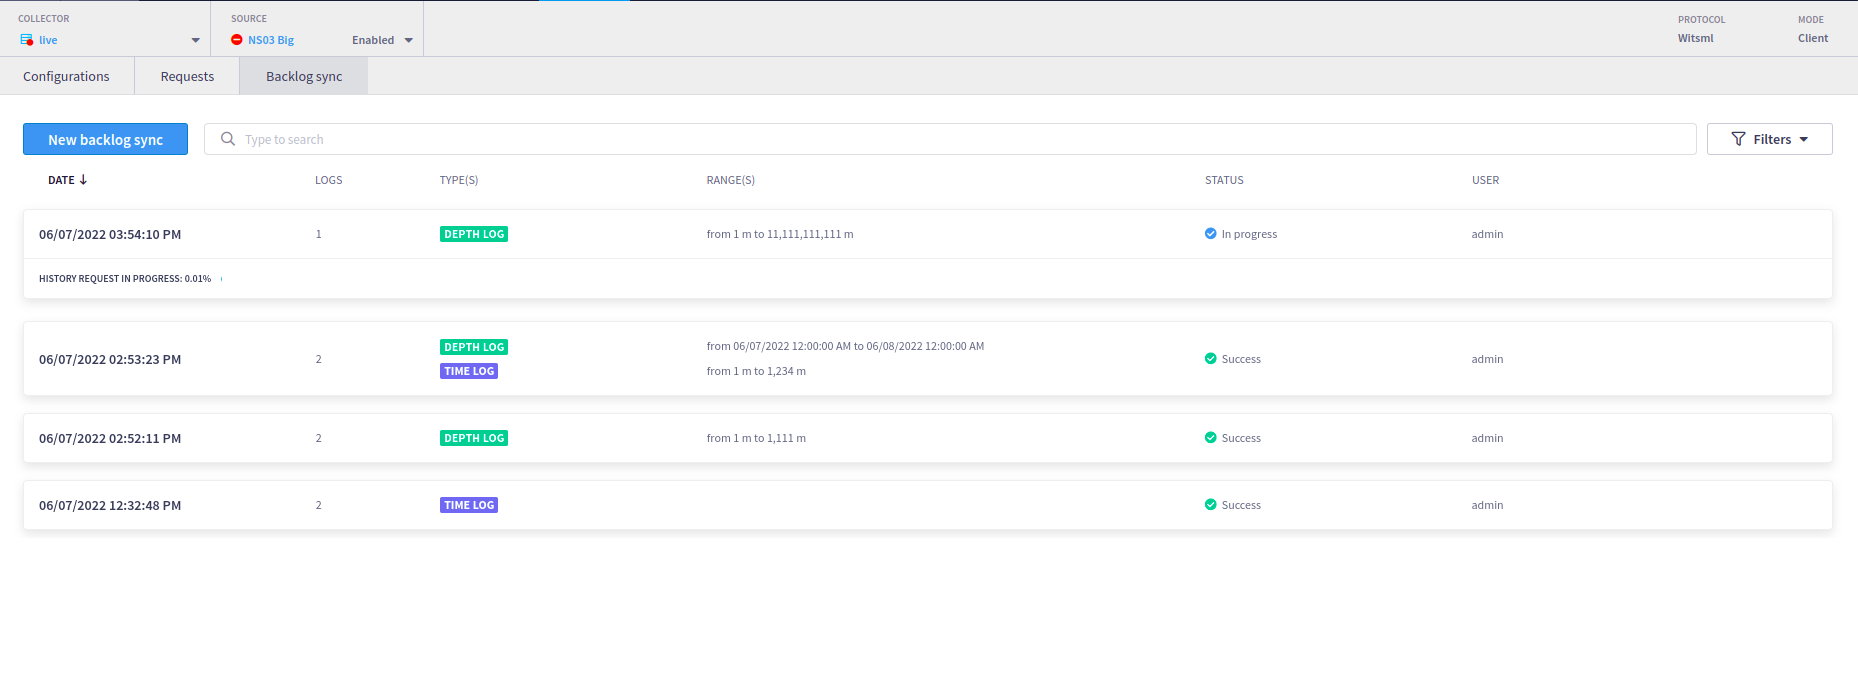 COLLECTOR SOURCE PROTOCOL MODE
live NS03 Big Enabled Witsml Client
Configurations Requests Backlog sync
New backlog sync Type to search Filters
DATE LOGS TYPE(S) RANGE(S) STATUS USER
06/07/2022 03:54:10 PM 1 DEPTH LOG from 1 m to 11,111,111,111 m In progress admin
HISTORY REQUEST IN PROGRESS: 0.01%
DEPTH LOG from 06/07/2022 12:00:00 AM to 06/08/2022 12:00:00 AM
06/07/2022 02:53:23 PM 2 Success admin
TIME LOG from 1 m to 1,234 m
06/07/2022 02:52:11 PM 2 DEPTH LOG from 1 m to 1,111 m Success admin
06/07/2022 12:32:48 PM 2 TIME LOG Success admin